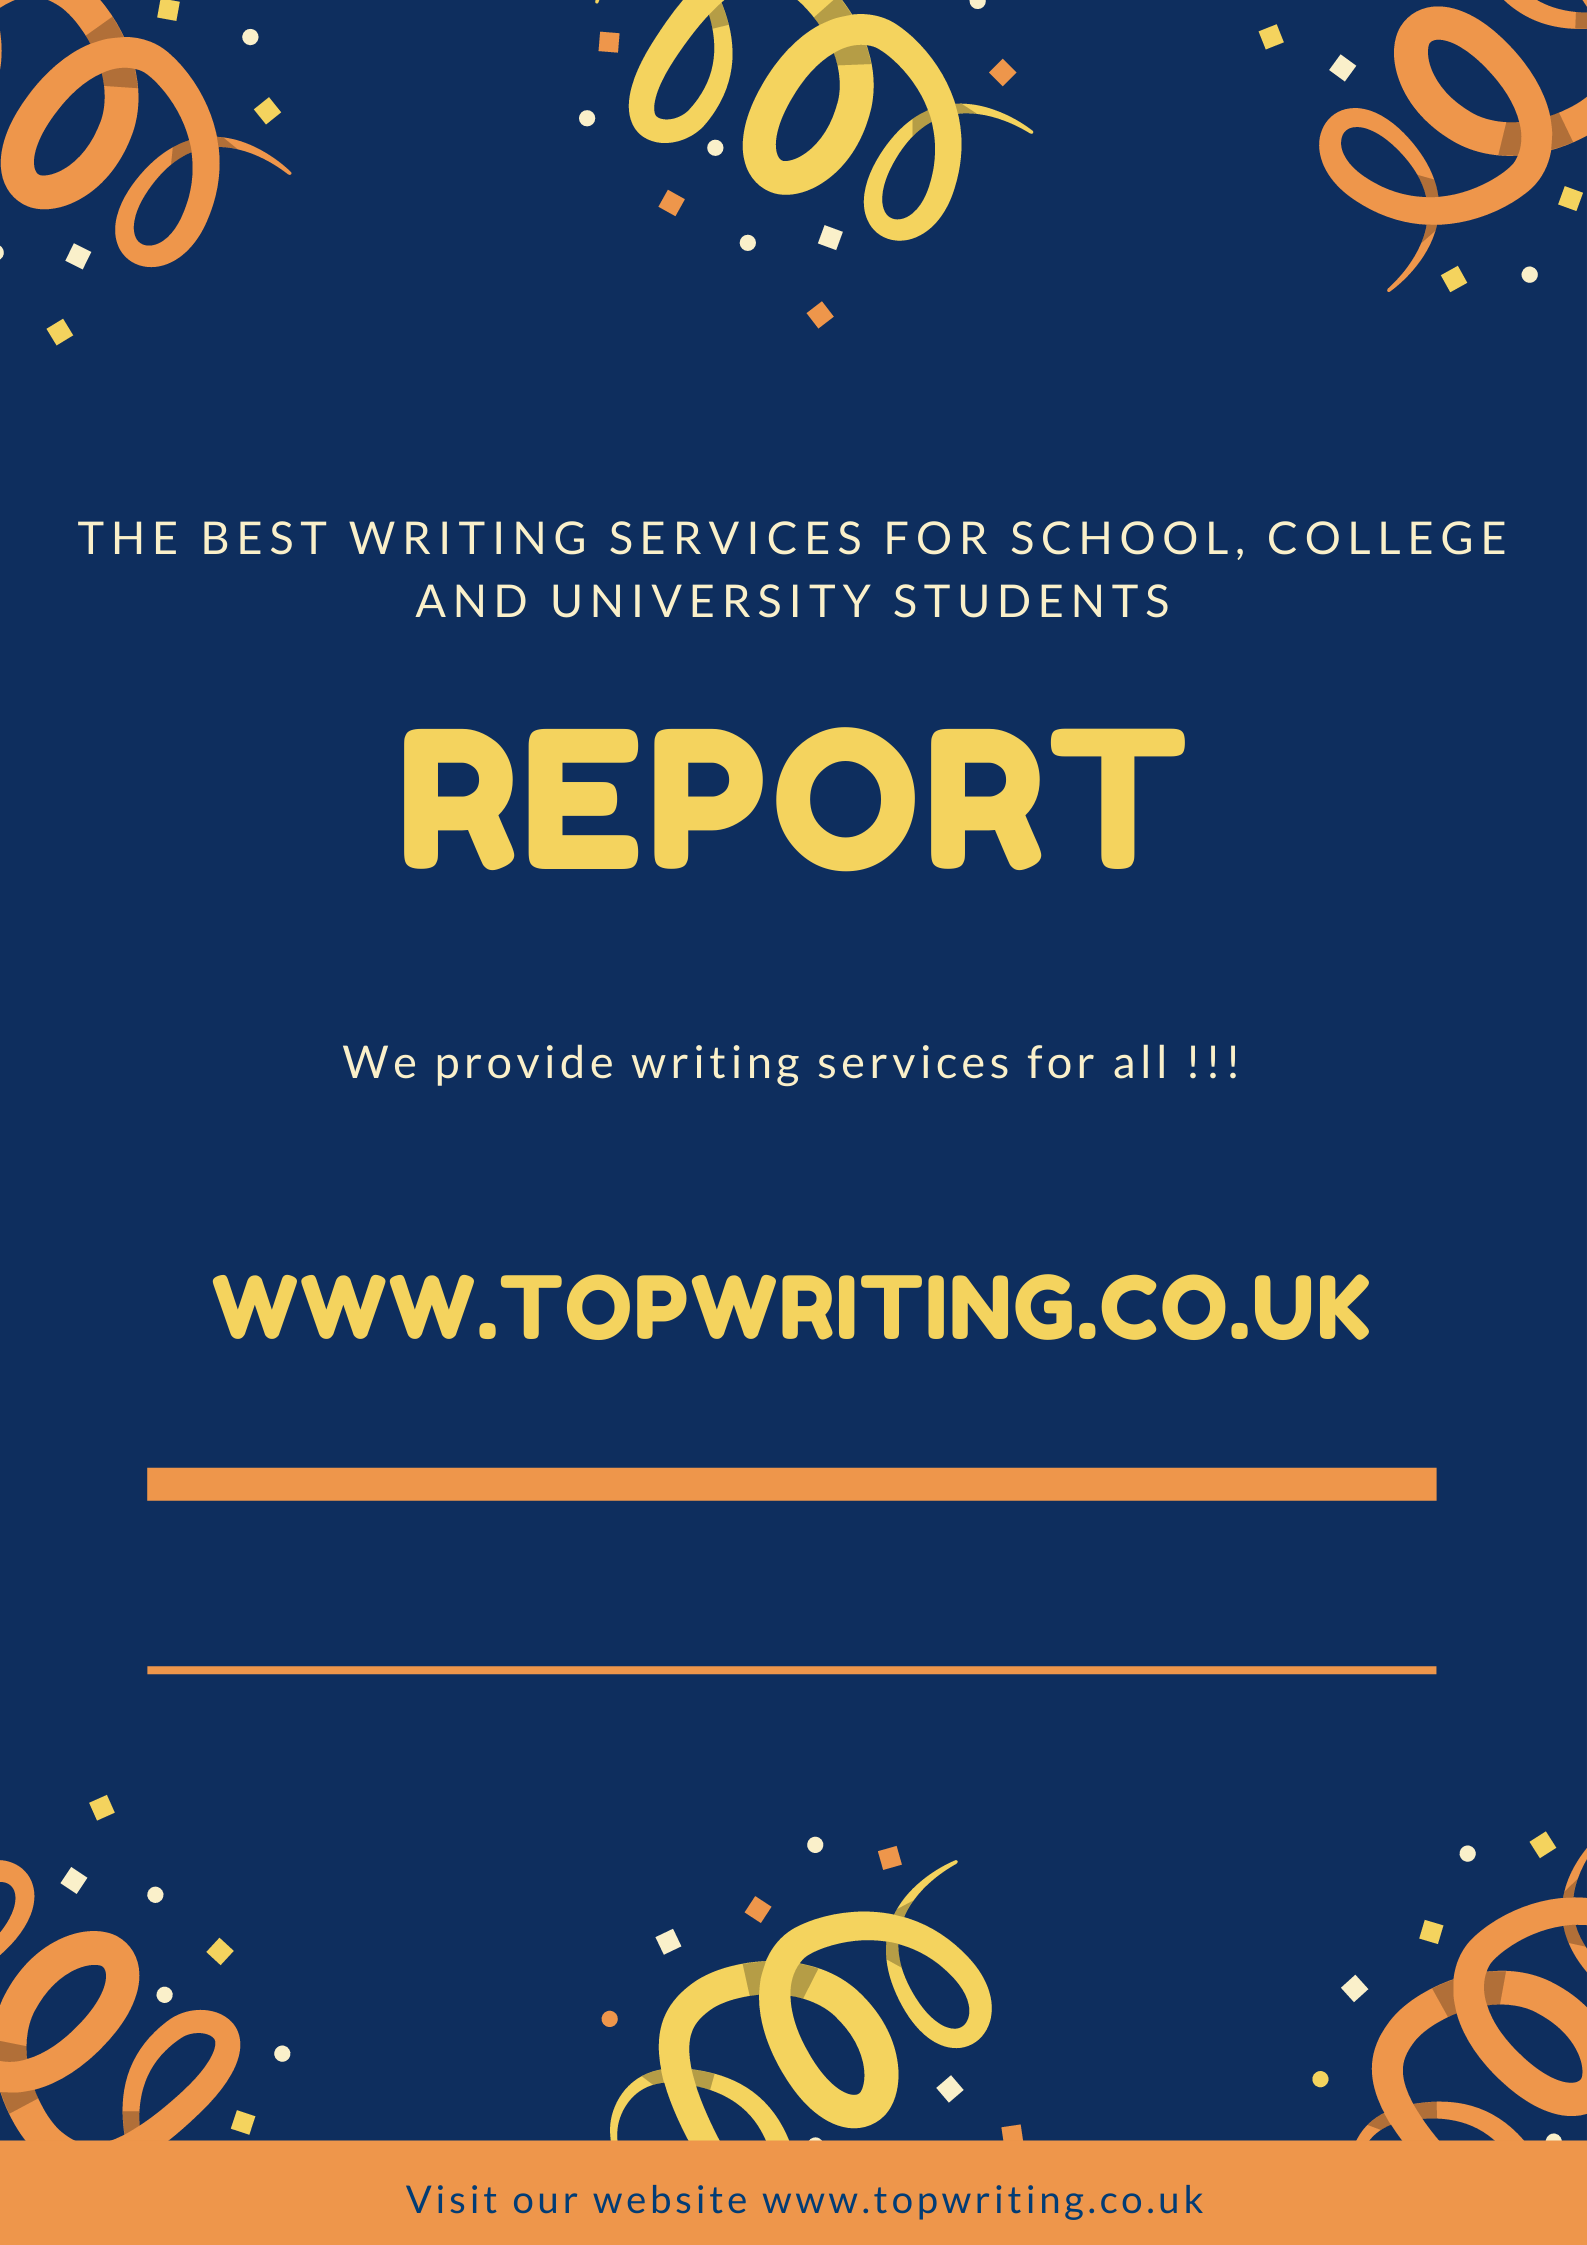 THE BEST WRITING SERVICES FOR SCHOOL, COLLEGE
AND UNIVERSITY STUDENTS
REPORT
We provide writing services for all !!!
WWW.TOPWRITING.CO.UK
Visit our website www.topwriting.co.uk